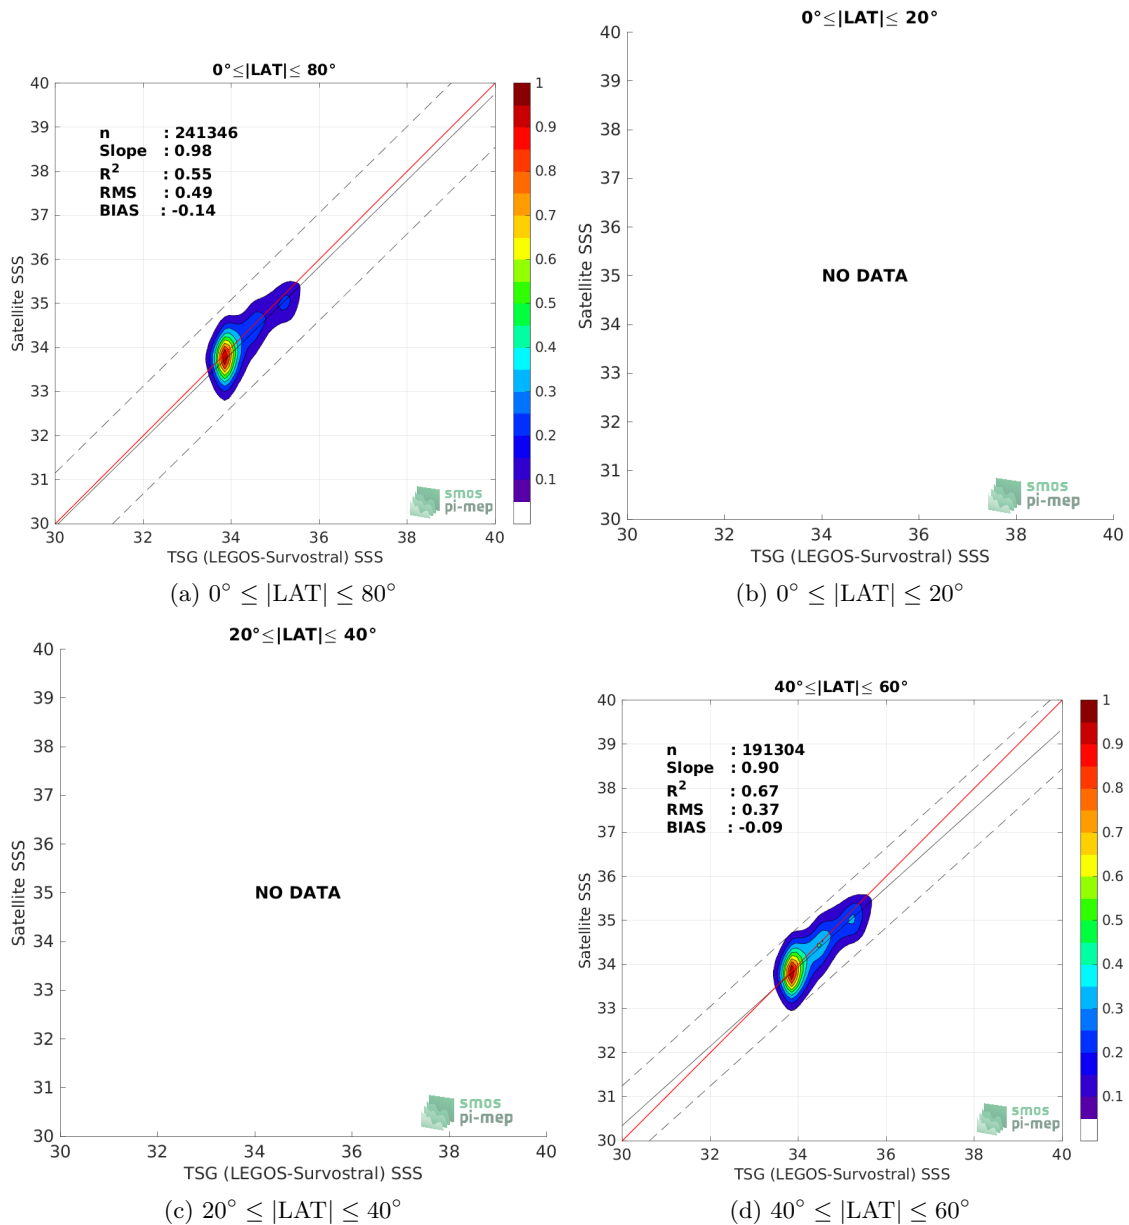 0°≤|LAT|≤ 80°
40
39
38
37
36
35
34
33
32
31
30
Satellite SSS
n : 241346
Slope : 0.98
R² : 0.55
RMS : 0.49
BIAS : -0.14
smos
pi-mep
30 32 34 36 38 40
TSG (LEGOS-Survostral) SSS
1
0.9
0.8
0.7
0.6
0.5
0.4
0.3
0.2
0.1
(a) 0° ≤ |LAT| ≤ 80°
0°≤|LAT|≤ 20°
40
39
38
37
36
35
34
33
32
31
30
Satellite SSS
NO DATA
smos
pi-mep
30 32 34 36 38 40
TSG (LEGOS-Survostral) SSS
(b) 0° ≤ |LAT| ≤ 20°
20°≤|LAT|≤ 40°
40
39
38
37
36
35
34
33
32
31
30
Satellite SSS
NO DATA
smos
pi-mep
30 32 34 36 38 40
TSG (LEGOS-Survostral) SSS
(c) 20° ≤ |LAT| ≤ 40°
40°≤|LAT|≤ 60°
40
39
38
37
36
35
34
33
32
31
30
Satellite SSS
n : 191304
Slope : 0.90
R² : 0.67
RMS : 0.37
BIAS : -0.09
smos
pi-mep
30 32 34 36 38 40
TSG (LEGOS-Survostral) SSS
1
0.9
0.8
0.7
0.6
0.5
0.4
0.3
0.2
0.1
(d) 40° ≤ |LAT| ≤ 60°